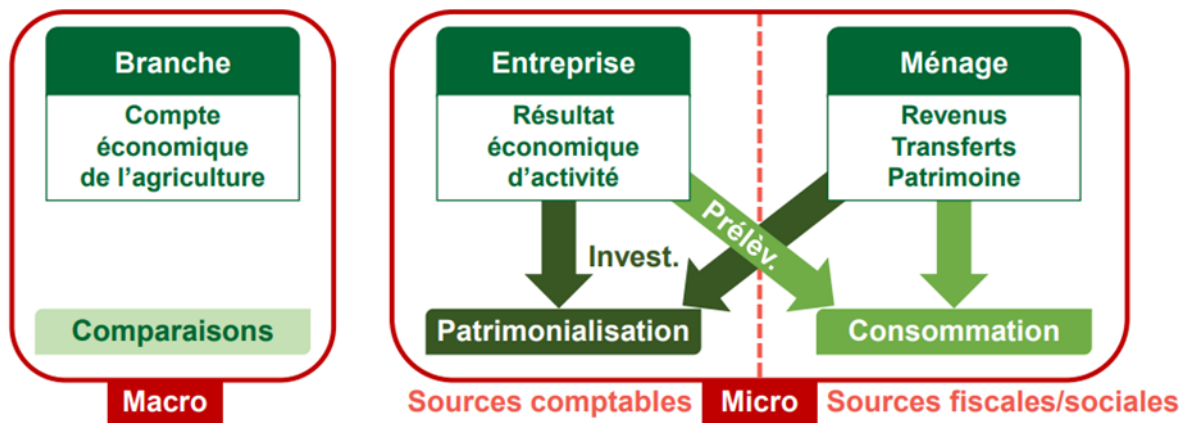 Branche
Compte
économique
de l’agriculture
Comparaisons
Macro
Entreprise
Résultat
économique
d’activité
Ménage
Revenus
Transferts
Patrimoine
Invest.
Prélèv.
Patrimonialisation
Consommation
Sources comptables
Micro
Sources fiscales/sociales